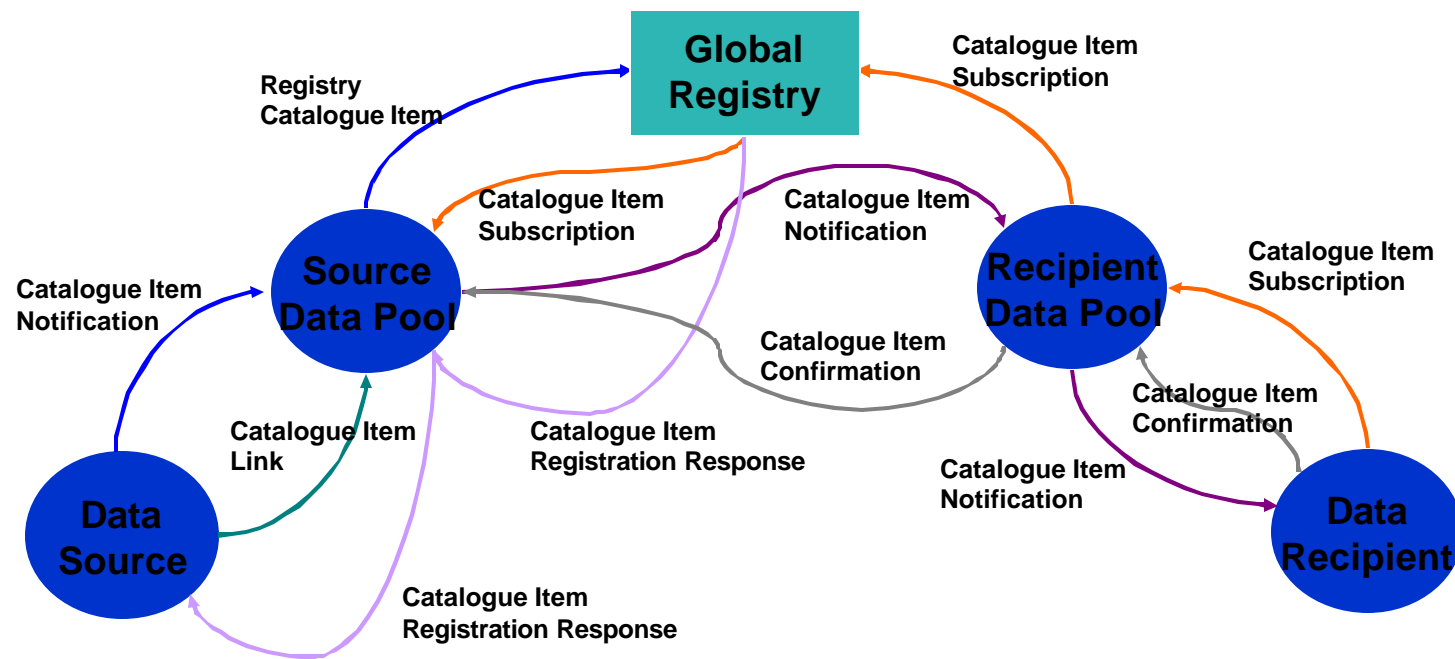 Global
Registry
Catalogue Item
Subscription
Registry
Catalogue Item
Catalogue Item
Subscription
Catalogue Item
Notification
Source
Data Pool
Recipient
Data Pool
Catalogue Item
Subscription
Catalogue Item
Notification
Catalogue Item
Confirmation
Catalogue Item
Confirmation
Catalogue Item
Link
Catalogue Item
Registration Response
Catalogue Item
Notification
Data
Source
Data
Recipient
Catalogue Item
Registration Response